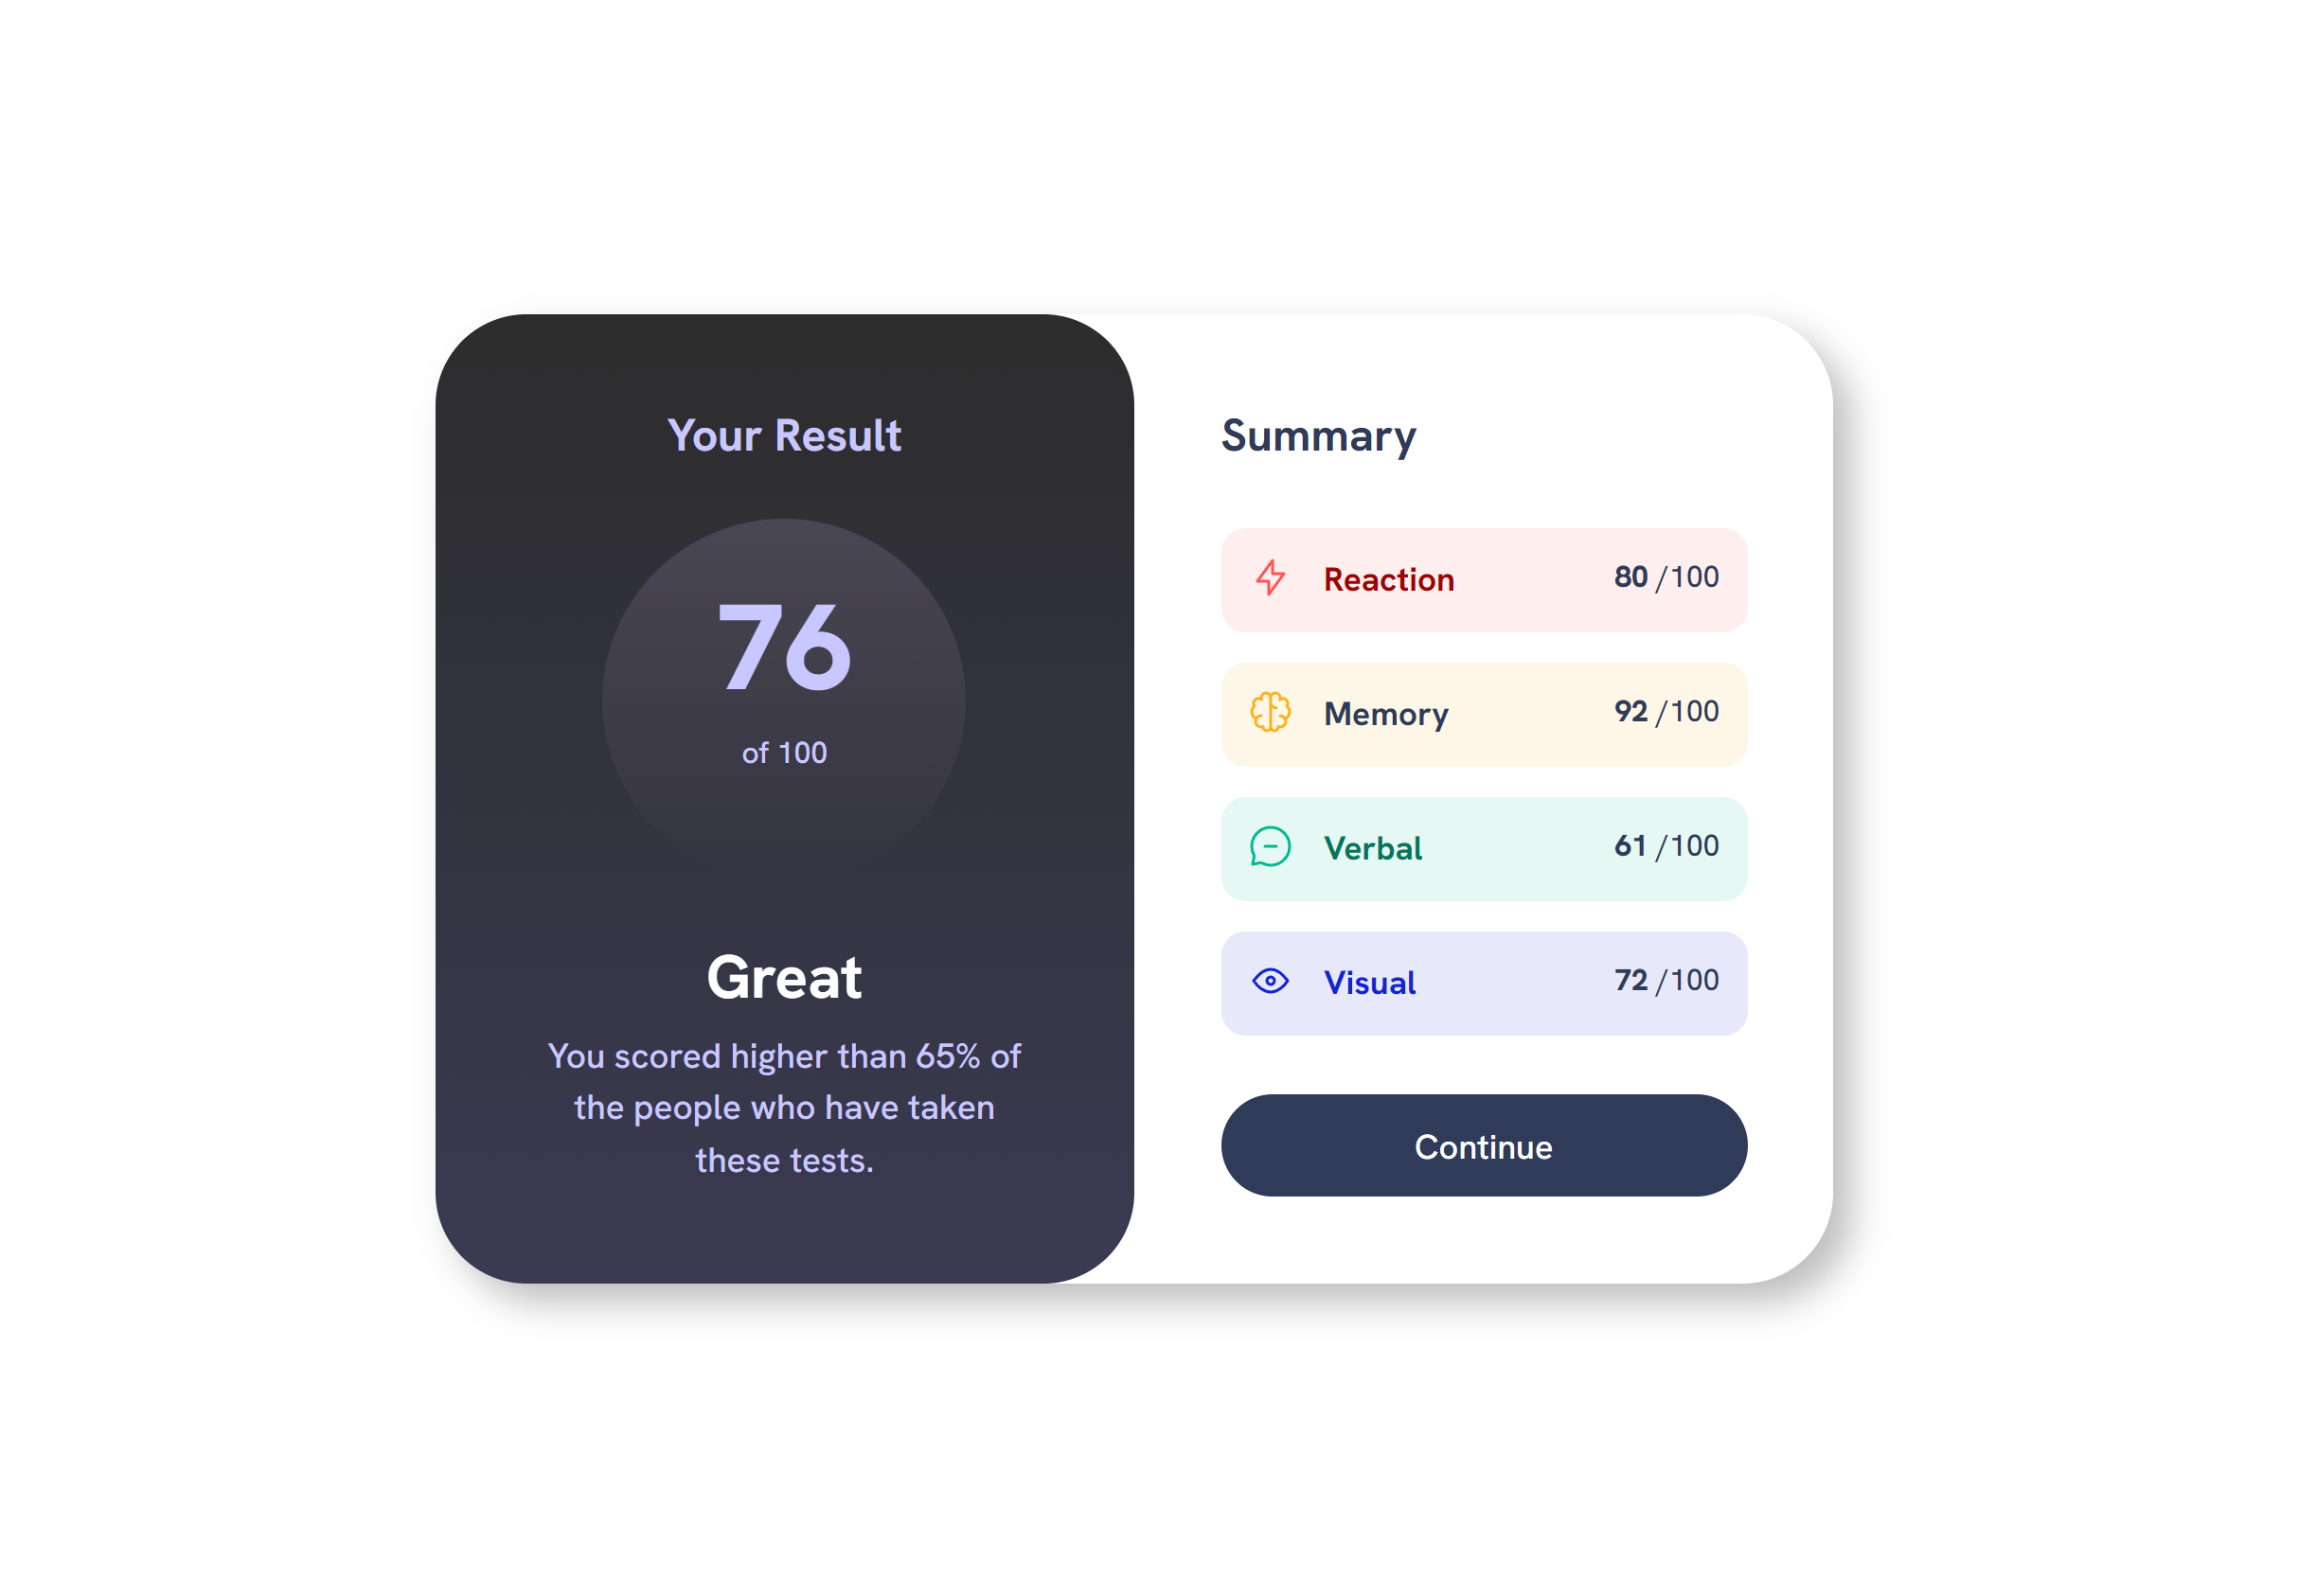 Your Result
76
of 100
Great
You scored higher than 65% of
the people who have taken
these tests.
Summary
Reaction 80 /100
Memory 92 /100
Verbal 61 /100
Visual 72 /100
Continue